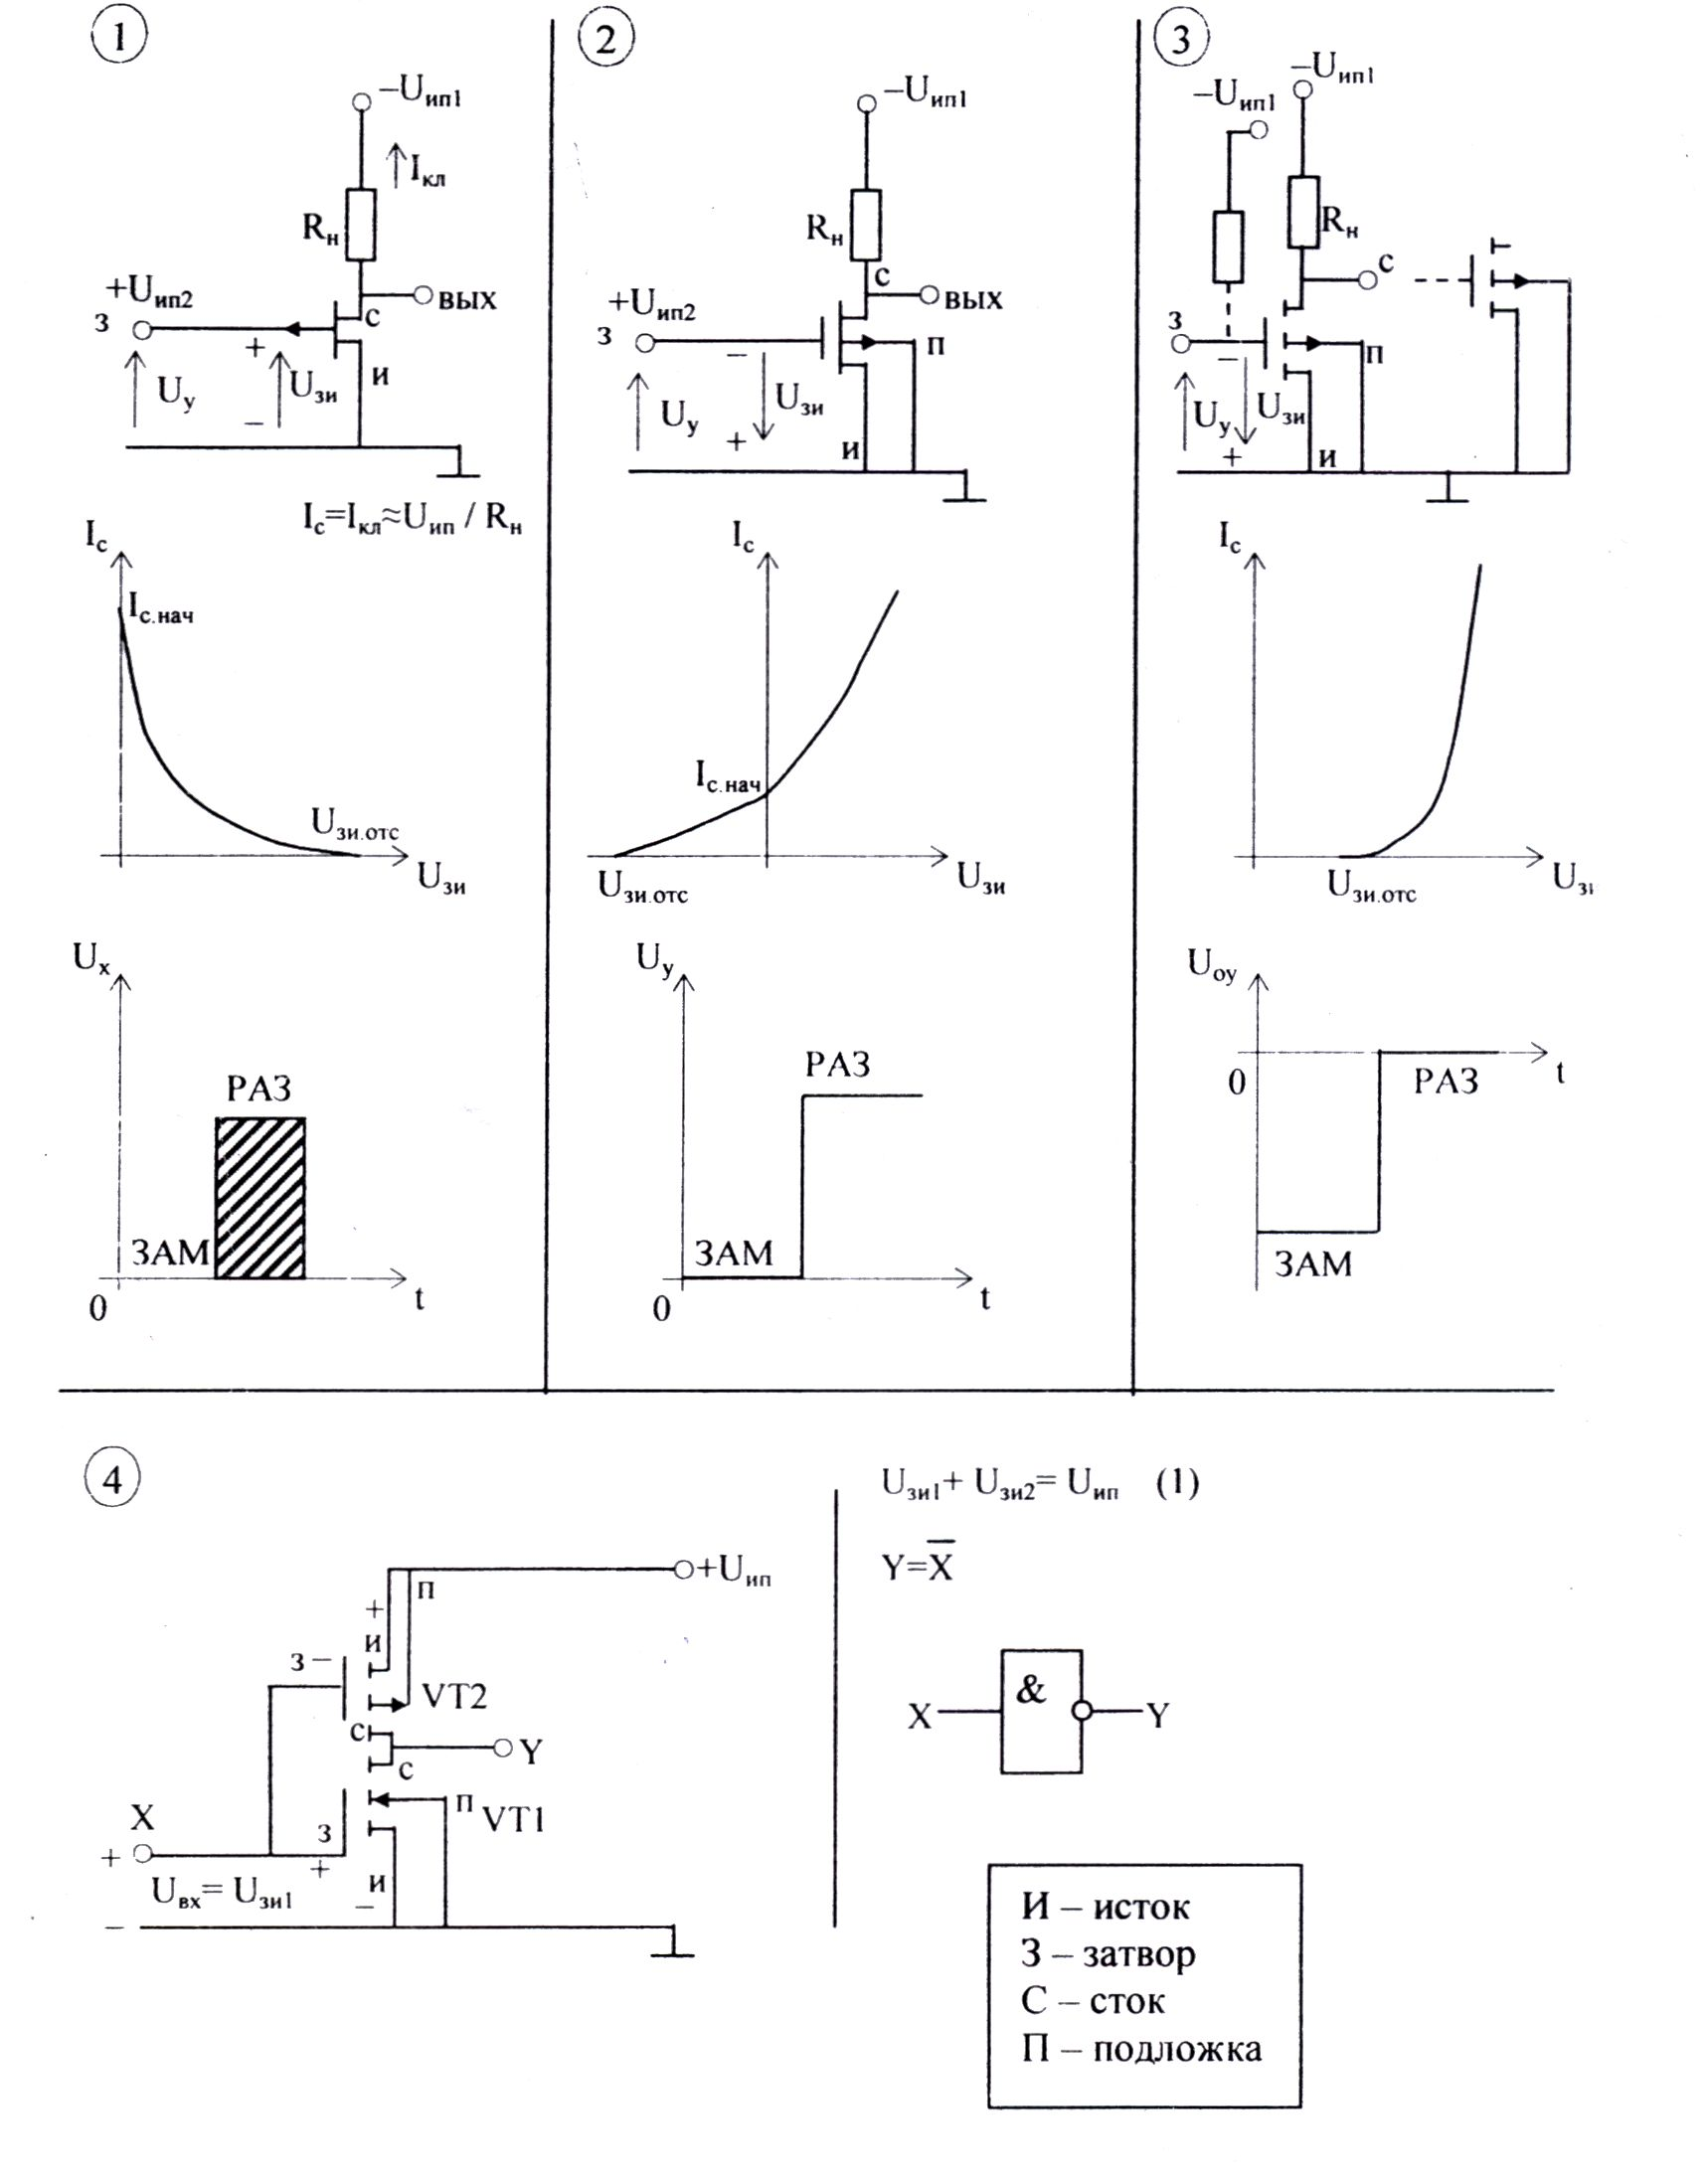 1
–Uип1
Iкл
Rн
+Uип2
З
С
ВЫХ
+
Uу
Uзи
–
И
Iс=Iкл≈Uип / Rн
Iс
Iс.нач
Uзи.отс
Uзи
Uх
РАЗ
ЗАМ
0
t
2
–Uип1
Rн
С
ВЫХ
+Uип2
З
–
П
Uу
Uзи
+
И
Iс
Iс.нач
Uзи.отс
Uзи
Uу
РАЗ
ЗАМ
0
t
3
–Uип1
–Uип1
Rн
С
З
–
П
Uу
Uзи
+
И
Iс
Uзи.отс
Uзи
Uоу
0
t
РАЗ
ЗАМ
4
+Uип
П
+
И
З –
VT2
С
Y
С
П
VT1
X
З
+
+
Uвх= Uзи1
И
–
–
Uзи1+ Uзи2= Uип (1)
Y=X̅
&
X
Y
И – исток
З – затвор
С – сток
П – подложка